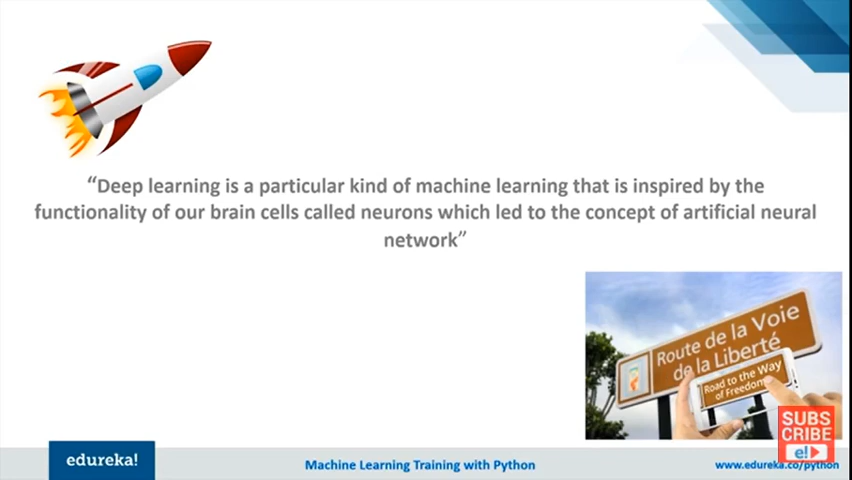 “Deep learning is a particular kind of machine learning that is inspired by the
functionality of our brain cells called neurons which led to the concept of artificial neural
network”
Route de la Voie
de la Liberté
Road to the Way
of Freedom
SUBS
CRIBE
e!
edureka!
Machine Learning Training with Python
www.edureka.co/python